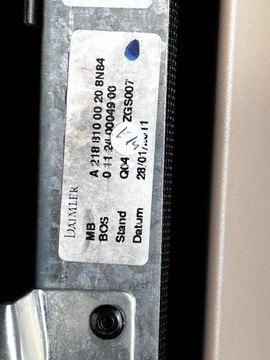 DAIMLER
MB A 218 810 00 20 8N84
BOS 0 11 24 00049 00
Stand Q04 ZGS007
Datum 28/01/2011